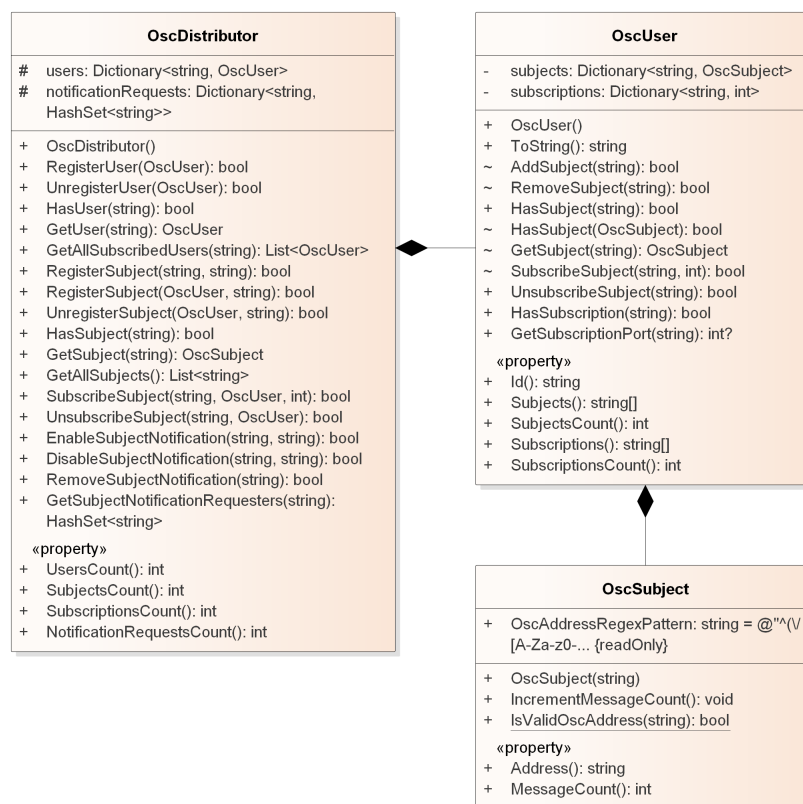 OscDistributor
# users: Dictionary<string, OscUser>
# notificationRequests: Dictionary<string,
HashSet<string>>
+ OscDistributor()
+ RegisterUser(OscUser): bool
+ UnregisterUser(OscUser): bool
+ HasUser(string): bool
+ GetUser(string): OscUser
+ GetAllSubscribedUsers(string): List<OscUser>
+ RegisterSubject(string, string): bool
+ RegisterSubject(OscUser, string): bool
+ UnregisterSubject(OscUser, string): bool
+ HasSubject(string): bool
+ GetSubject(string): OscSubject
+ GetAllSubjects(): List<string>
+ SubscribeSubject(string, OscUser, int): bool
+ UnsubscribeSubject(string, OscUser): bool
+ EnableSubjectNotification(string, string): bool
+ DisableSubjectNotification(string, string): bool
+ RemoveSubjectNotification(string): bool
+ GetSubjectNotificationRequesters(string):
HashSet<string>
«property»
+ UsersCount(): int
+ SubjectsCount(): int
+ SubscriptionsCount(): int
+ NotificationRequestsCount(): int
OscUser
- subjects: Dictionary<string, OscSubject>
- subscriptions: Dictionary<string, int>
+ OscUser()
+ ToString(): string
~ AddSubject(string): bool
~ RemoveSubject(string): bool
+ HasSubject(string): bool
~ HasSubject(OscSubject): bool
~ GetSubject(string): OscSubject
~ SubscribeSubject(string, int): bool
+ UnsubscribeSubject(string): bool
+ HasSubscription(string): bool
+ GetSubscriptionPort(string): int?
«property»
+ Id(): string
+ Subjects(): string[]
+ SubjectsCount(): int
+ Subscriptions(): string[]
+ SubscriptionsCount(): int
OscSubject
+ OscAddressRegexPattern: string = @"^(\/
[A-Za-z0-... {readOnly}
+ OscSubject(string)
+ IncrementMessageCount(): void
+ IsValidOscAddress(string): bool
«property»
+ Address(): string
+ MessageCount(): int